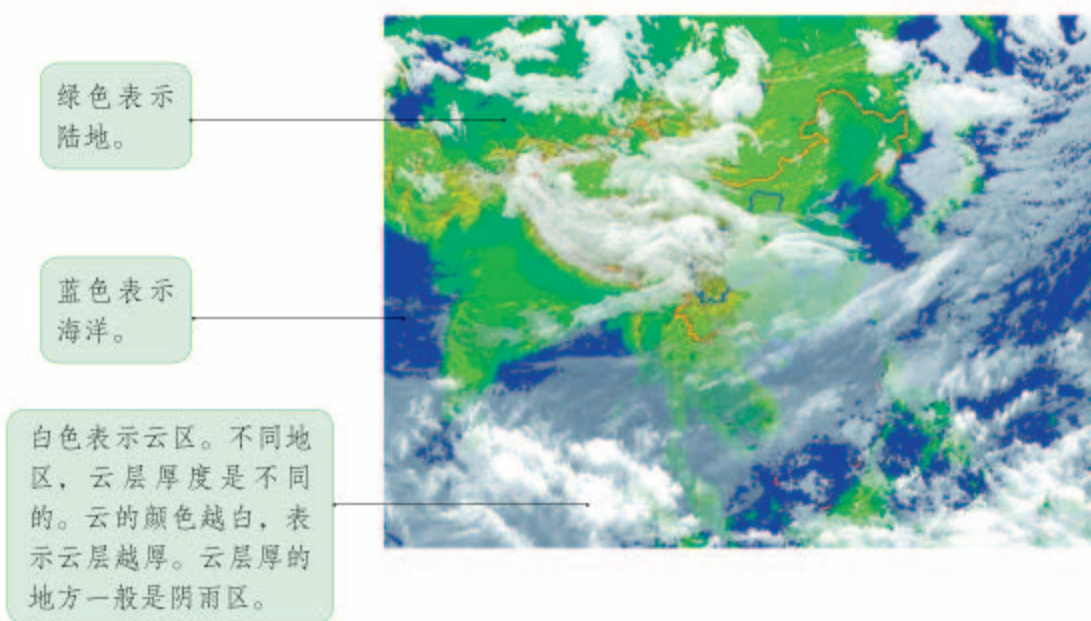 绿色表示
陆地。
蓝色表示
海洋。
白色表示云区。不同地
区，云层厚度是不同
的。云的颜色越白，表
示云层越厚。云层厚的
地方一般是阴雨区。